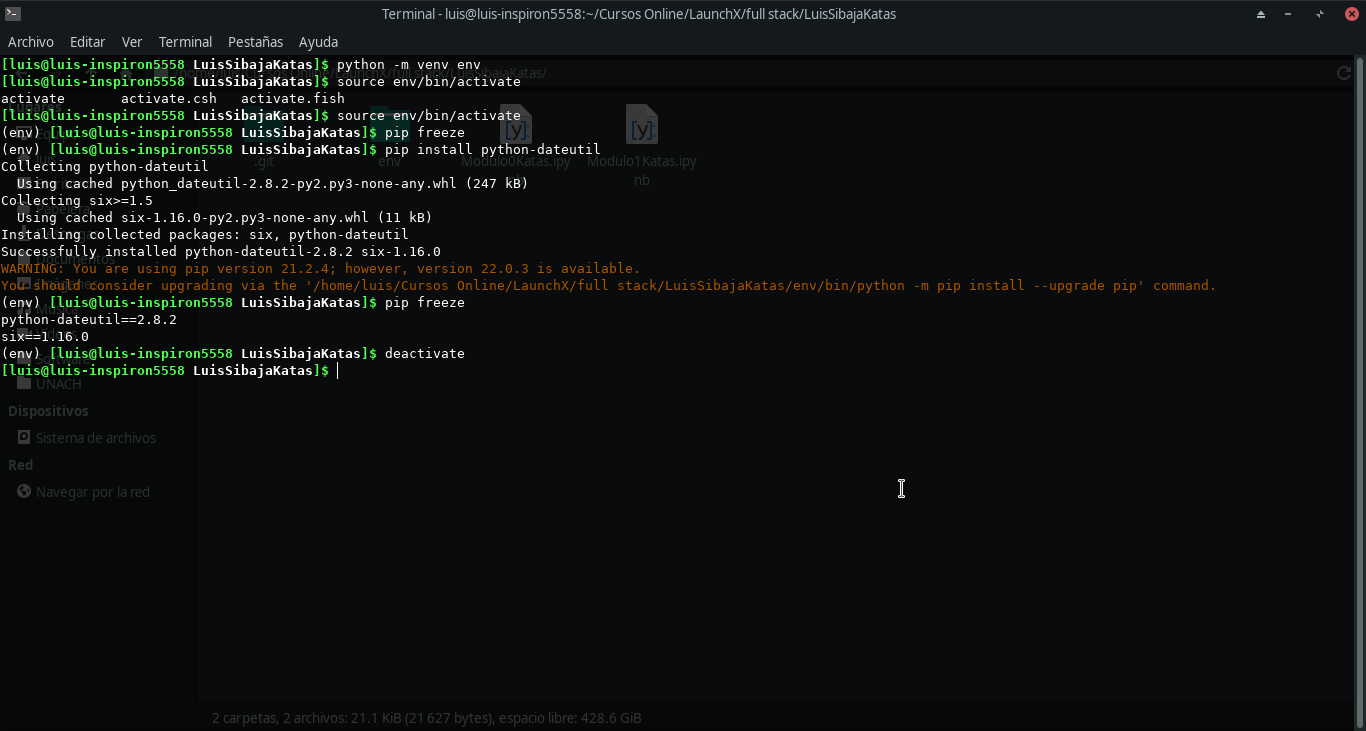 Terminal - luis@luis-inspiron5558:~/Cursos Online/LaunchX/full stack/LuisSibajaKatas
Archivo Editar Ver Terminal Pestañas Ayuda
[luis@luis-inspiron5558 LuisSibajaKatas]$ python -m venv env
[luis@luis-inspiron5558 LuisSibajaKatas]$ source env/bin/activate
activate activate.csh activate.fish
[luis@luis-inspiron5558 LuisSibajaKatas]$ source env/bin/activate
(env) [luis@luis-inspiron5558 LuisSibajaKatas]$ pip freeze
(env) [luis@luis-inspiron5558 LuisSibajaKatas]$ pip install python-dateutil
Collecting python-dateutil
Using cached python_dateutil-2.8.2-py2.py3-none-any.whl (247 kB)
Collecting six>=1.5
Using cached six-1.16.0-py2.py3-none-any.whl (11 kB)
Installing collected packages: six, python-dateutil
Successfully installed python-dateutil-2.8.2 six-1.16.0
WARNING: You are using pip version 21.2.4; however, version 22.0.3 is available.
You should consider upgrading via the '/home/luis/Cursos Online/LaunchX/full stack/LuisSibajaKatas/env/bin/python -m pip install --upgrade pip' command.
(env) [luis@luis-inspiron5558 LuisSibajaKatas]$ pip freeze
python-dateutil==2.8.2
six==1.16.0
(env) [luis@luis-inspiron5558 LuisSibajaKatas]$ deactivate
[luis@luis-inspiron5558 LuisSibajaKatas]$
.git env Modulo0Katas.ipy Modulo1Katas.ipy
nb
UNACH
Dispositivos
Sistema de archivos
Red
Navegar por la red
2 carpetas, 2 archivos: 21.1 KiB (21 627 bytes), espacio libre: 428.6 GiB